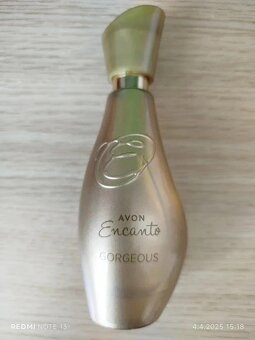 AVON
Encanto
GORGEOUS
REDMI NOTE 13
4.4.2025 15:18